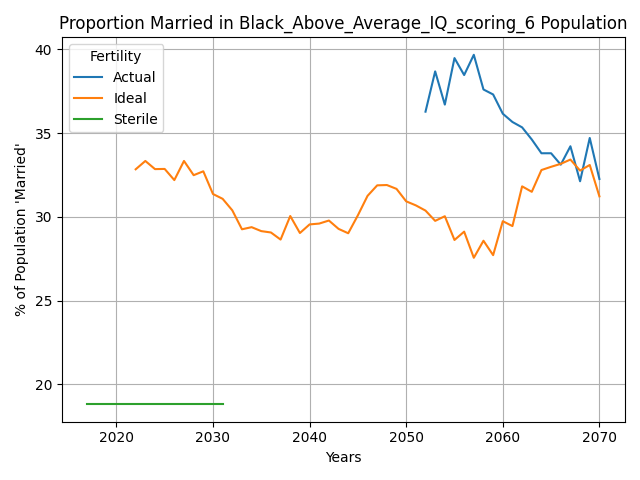 Proportion Married in Black_Above_Average_IQ_scoring_6 Population
% of Population 'Married'
40
35
30
25
20
Fertility
Actual
Ideal
Sterile
2020 2030 2040 2050 2060 2070
Years